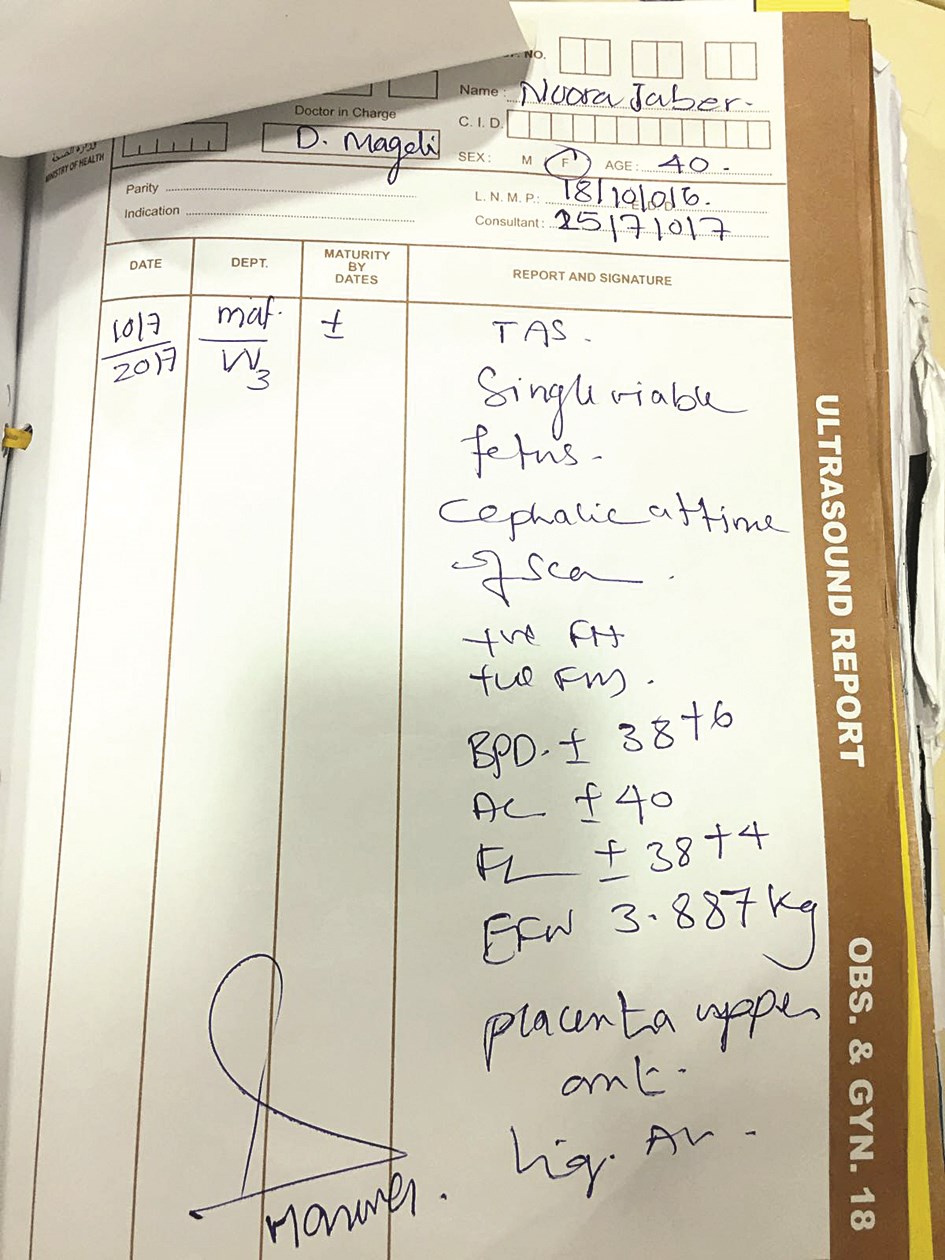 NO.
Name : Noora Jaber.
Doctor in Charge
C. I. D.
D. Magdi
MINISTRY OF HEALTH
SEX : M F AGE : 40 .
Parity
L. N. M. P.: 18/10/016.
Indication
Consultant : 25/7/017
DATE DEPT. MATURITY BY DATES REPORT AND SIGNATURE
10/7 mat. ± TAS .
2017 W3
Single viable
fetus .
Cephalic at time
of scan .
+ve FH
+ve FM .
BPD . ± 38+6
AC ± 40
FL ± 38+4
EFW 3.887 kg
placenta upper
ant .
Liq. AV .
ULTRASOUND REPORT
OBS. & GYN. 18